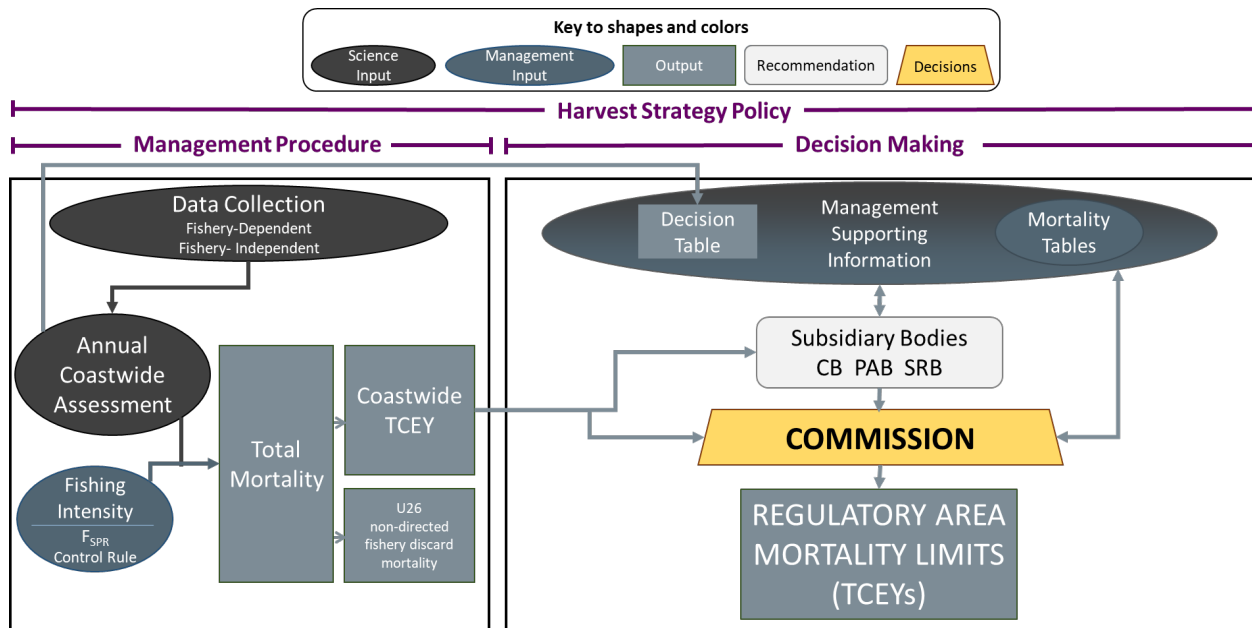 Key to shapes and colors
Science
Input
Management
Input
Output
Recommendation
Decisions
Harvest Strategy Policy
Management Procedure
Decision Making
Data Collection
Fishery-Dependent
Fishery- Independent
Annual
Coastwide
Assessment
Fishing
Intensity
FSPR
Control Rule
Total
Mortality
Coastwide
TCEY
U26
non-directed
fishery discard
mortality
Decision
Table
Management
Supporting
Information
Mortality
Tables
Subsidiary Bodies
CB PAB SRB
COMMISSION
REGULATORY AREA
MORTALITY LIMITS
(TCEYs)